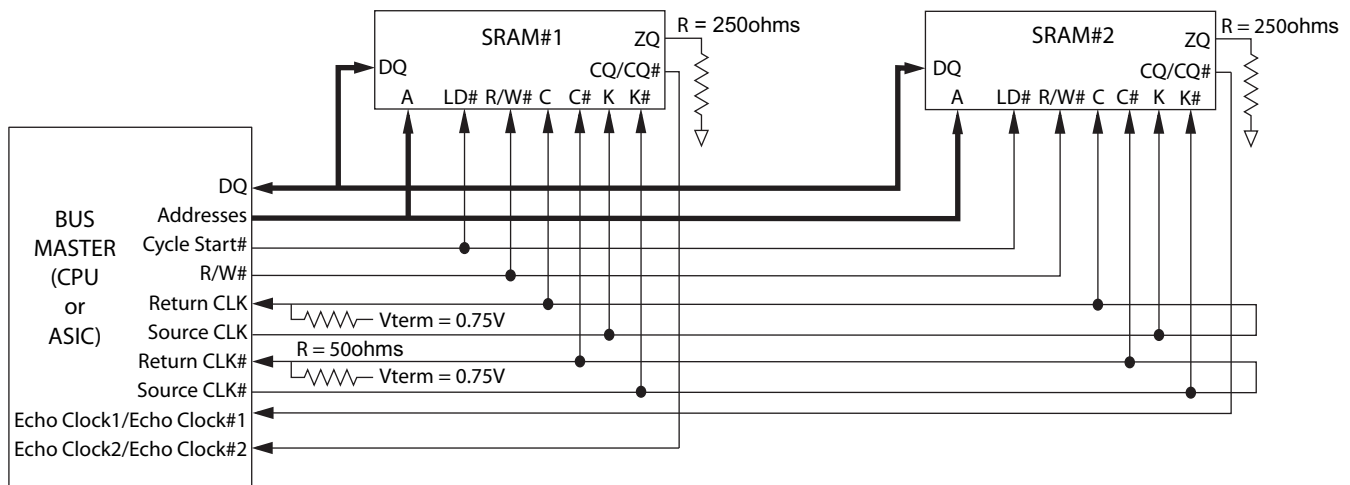 SRAM#1
ZQ
R = 250ohms
DQ
CQ/CQ#
A LD# R/W# C C# K K#
SRAM#2
ZQ
R = 250ohms
DQ
CQ/CQ#
A LD# R/W# C C# K K#
BUS
MASTER
(CPU
or
ASIC)
DQ
Addresses
Cycle Start#
R/W#
Return CLK
Vterm = 0.75V
Source CLK
R = 50ohms
Return CLK#
Vterm = 0.75V
Source CLK#
Echo Clock1/Echo Clock#1
Echo Clock2/Echo Clock#2